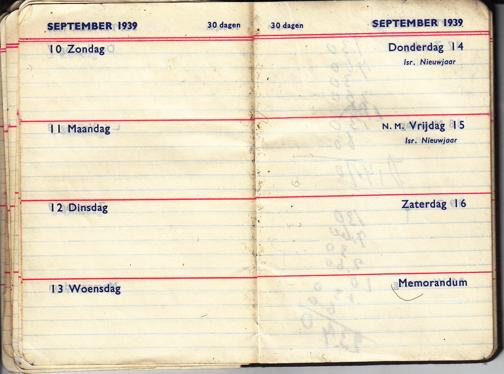 SEPTEMBER 1939 30 dagen
10 Zondag
11 Maandag
12 Dinsdag
13 Woensdag
30 dagen SEPTEMBER 1939
Donderdag 14
Isr. Nieuwjaar
N. M. Vrijdag 15
Isr. Nieuwjaar
Zaterdag 16
Memorandum